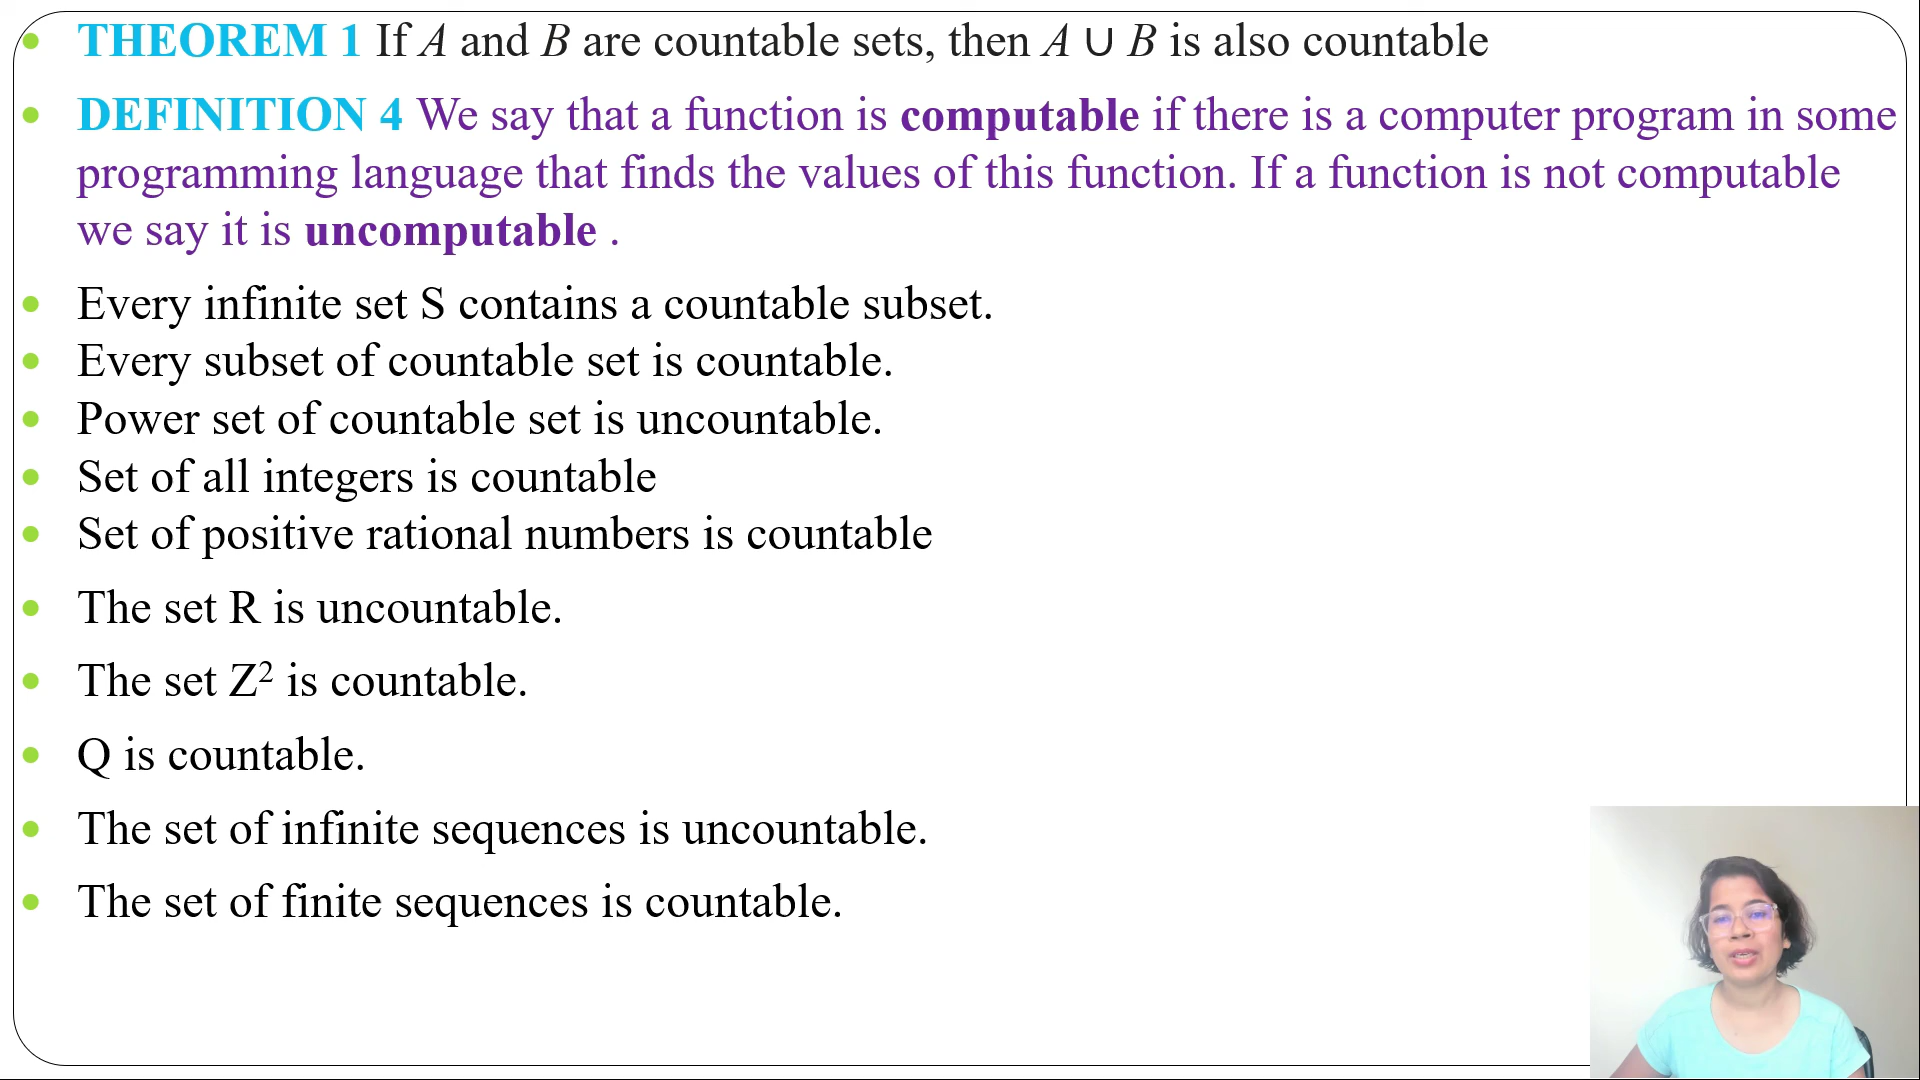 THEOREM 1 If A and B are countable sets, then A ∪ B is also countable
DEFINITION 4 We say that a function is computable if there is a computer program in some
programming language that finds the values of this function. If a function is not computable
we say it is uncomputable .
Every infinite set S contains a countable subset.
Every subset of countable set is countable.
Power set of countable set is uncountable.
Set of all integers is countable
Set of positive rational numbers is countable
The set R is uncountable.
The set Z² is countable.
Q is countable.
The set of infinite sequences is uncountable.
The set of finite sequences is countable.